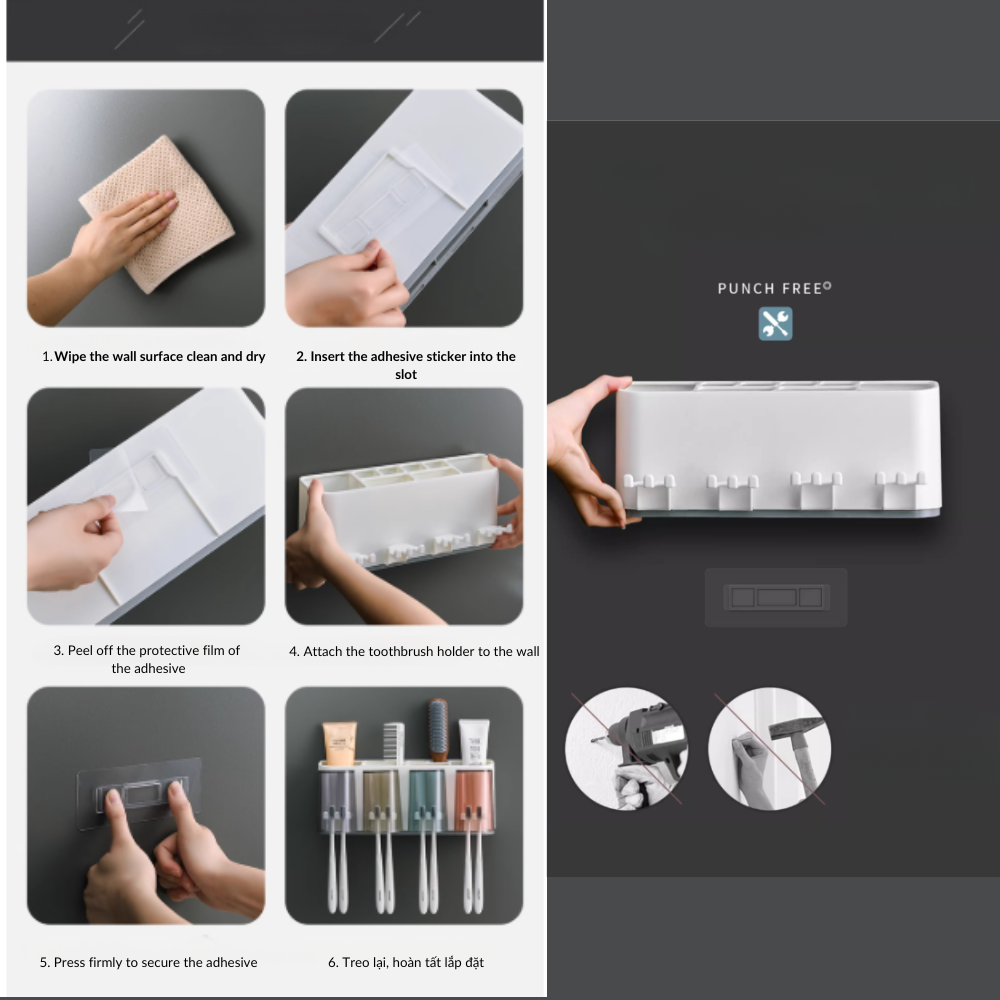 1. Wipe the wall surface clean and dry
2. Insert the adhesive sticker into the
slot
3. Peel off the protective film of
the adhesive
4. Attach the toothbrush holder to the wall
5. Press firmly to secure the adhesive
6. Treo lại, hoàn tất lắp đặt
PUNCH FREE